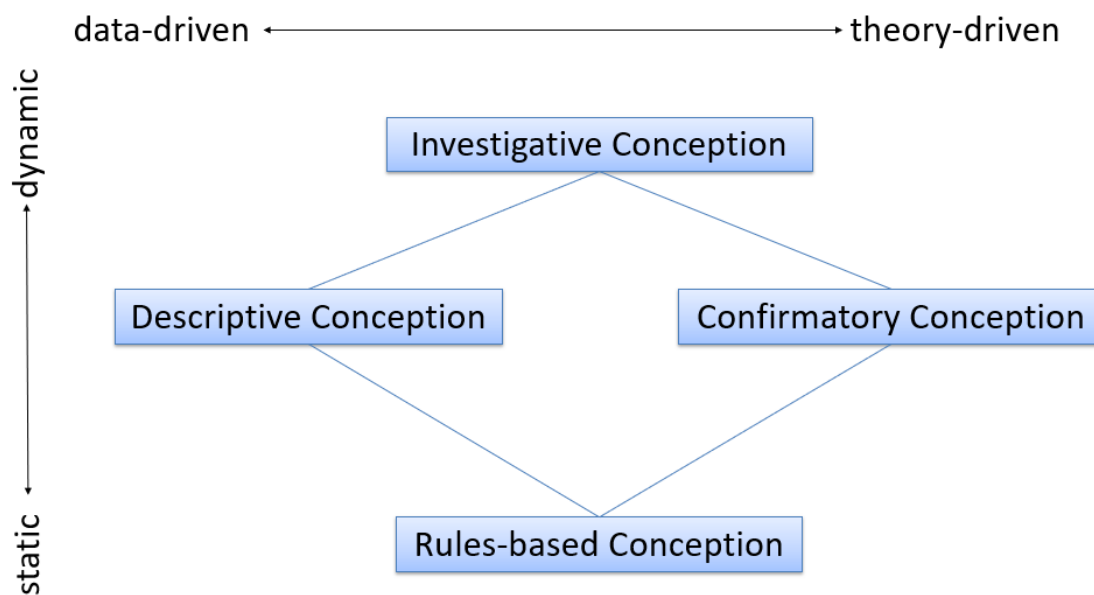 data-driven
theory-driven
dynamic
Investigative Conception
Descriptive Conception
Confirmatory Conception
static
Rules-based Conception